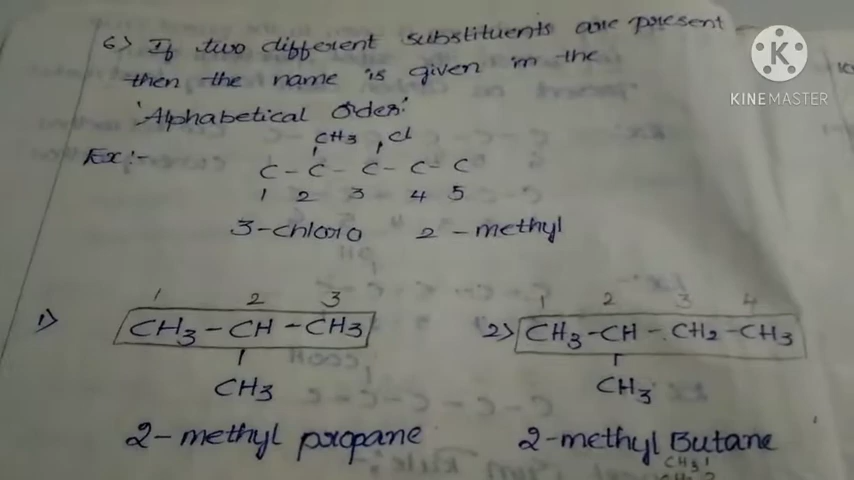 6) If two different substituents are present
then the name is given in the
'Alphabetical Order'
K
KINEMASTER
CH3 Cl
Ex:- C - C - C - C - C
1 2 3 4 5
3-chloro 2-methyl
1 2 3
1) CH3 - CH - CH3
CH3
2-methyl propane
1 2 3 4
2) CH3 - CH - CH2 - CH3
CH3
2-methyl Butane
CH3